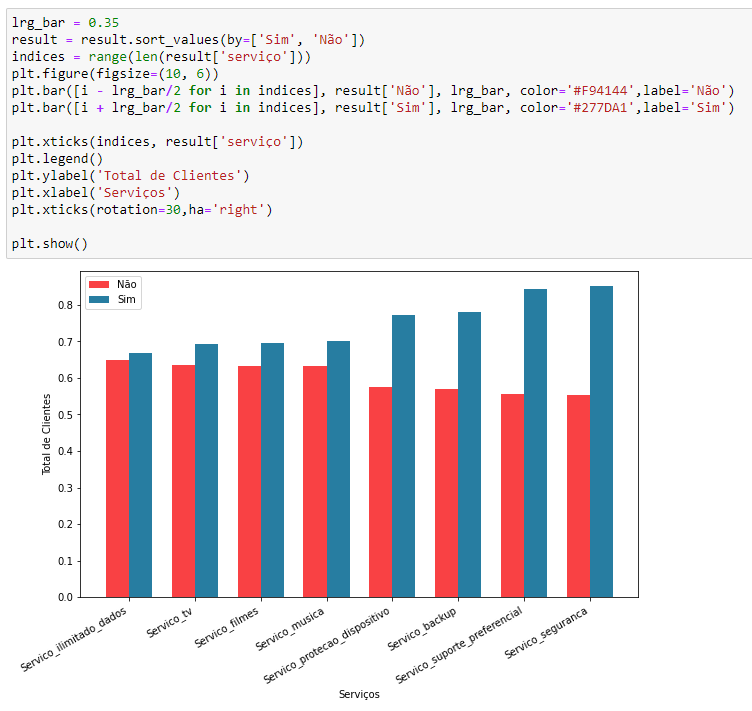 lrg_bar = 0.35
result = result.sort_values(by=['Sim', 'Não'])
indices = range(len(result['serviço']))
plt.figure(figsize=(10, 6))
plt.bar([i - lrg_bar/2 for i in indices], result['Não'], lrg_bar, color='#F94144',label='Não')
plt.bar([i + lrg_bar/2 for i in indices], result['Sim'], lrg_bar, color='#277DA1',label='Sim')
plt.xticks(indices, result['serviço'])
plt.legend()
plt.ylabel('Total de Clientes')
plt.xlabel('Serviços')
plt.xticks(rotation=30,ha='right')
plt.show()
Não
Sim
0.8
0.7
0.6
0.5
0.4
0.3
0.2
0.1
0.0
Total de Clientes
Servico_ilimitado_dados
Servico_tv
Servico_filmes
Servico_musica
Servico_protecao_dispositivo
Servico_backup
Servico_suporte_preferencial
Servico_seguranca
Serviços